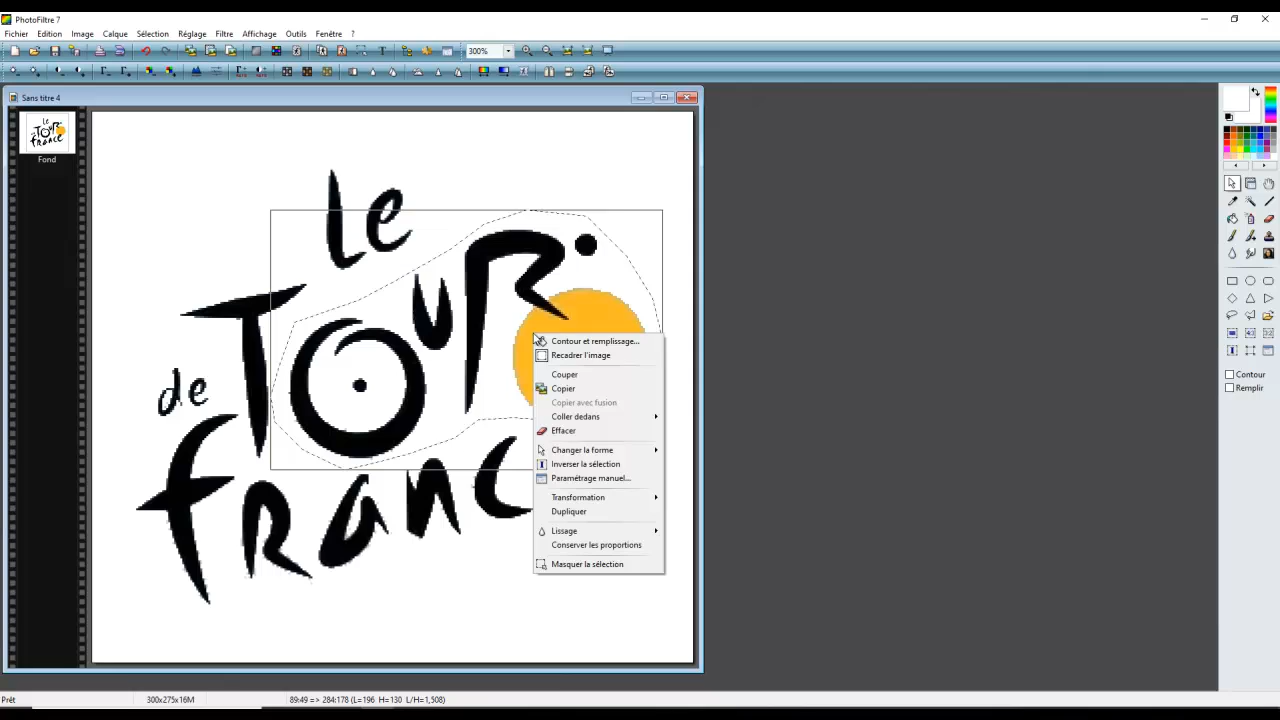 PhotoFiltre 7
Fichier Edition Image Calque Sélection Réglage Filtre Affichage Outils Fenêtre ?
300%
Sans titre 4
Fond
Le
TOUR
de
FRANC
Contour et remplissage...
Recadrer l'image
Couper
Copier
Copier avec fusion
Coller dedans
Effacer
Changer la forme
Inverser la sélection
Paramétrage manuel...
Transformation
Dupliquer
Lissage
Conserver les proportions
Masquer la sélection
Contour
Remplir
Prêt 300x275x16M 89:49 => 284:178 (L=196 H=130 L/H=1,508)